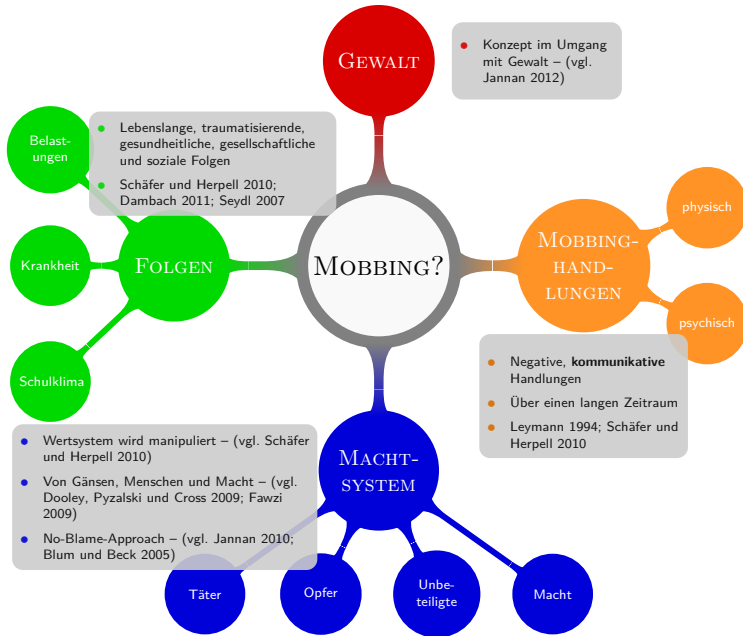 GEWALT
• Konzept im Umgang
mit Gewalt – (vgl.
Jannan 2012)
Belast-
ungen
• Lebenslange, traumatisierende,
gesundheitliche, gesellschaftliche
und soziale Folgen
• Schäfer und Herpell 2010;
Dambach 2011; Seydl 2007
Krankheit
FOLGEN
Schulklima
MOBBING?
MOBBING-
HAND-
LUNGEN
physisch
psychisch
• Negative, kommunikative
Handlungen
• Über einen langen Zeitraum
• Leymann 1994; Schäfer und
Herpell 2010
• Wertsystem wird manipuliert – (vgl. Schäfer
und Herpell 2010)
• Von Gänsen, Menschen und Macht – (vgl.
Dooley, Pyzalski und Cross 2009; Fawzi
2009)
• No-Blame-Approach – (vgl. Jannan 2010;
Blum und Beck 2005)
MACHT-
SYSTEM
Täter
Opfer
Unbe-
teiligte
Macht